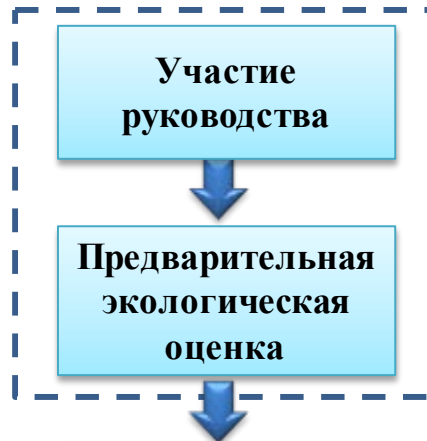 Участие
руководства
Предварительная
экологическая
оценка